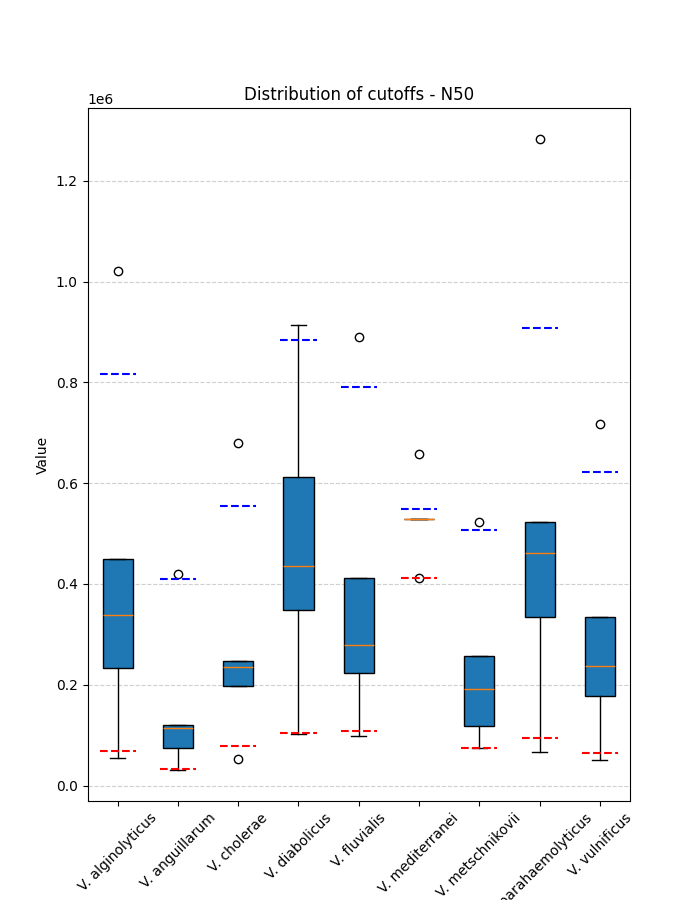 Distribution of cutoffs - N50
1e6
Value
1.2
1.0
0.8
0.6
0.4
0.2
0.0
V. alginolyticus
V. anguillarum
V. cholerae
V. diabolicus
V. fluvialis
V. mediterranei
V. metschnikovii
parahaemolyticus
V. vulnificus